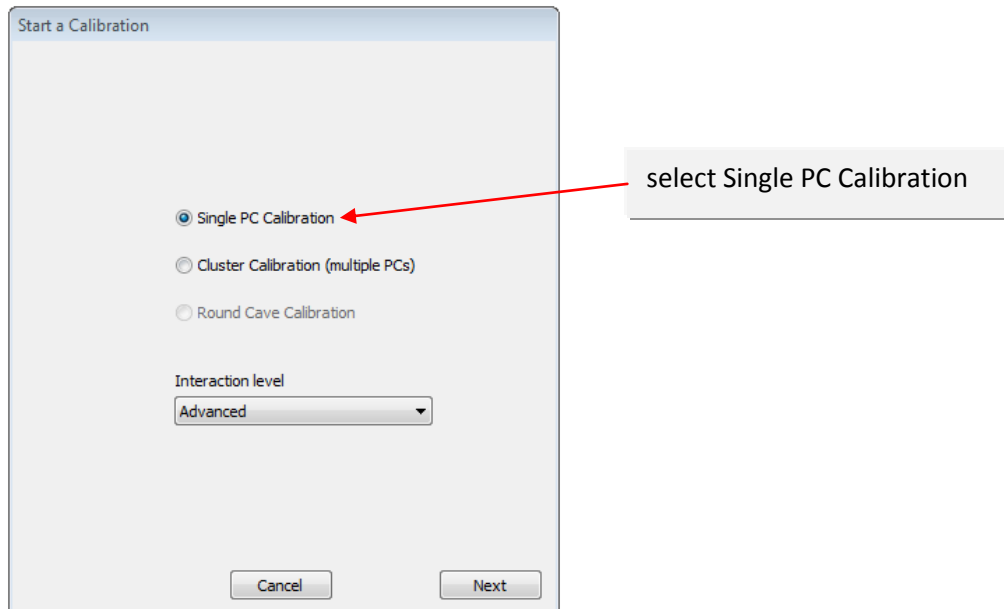 Start a Calibration
select Single PC Calibration
Single PC Calibration
Cluster Calibration (multiple PCs)
Round Cave Calibration
Interaction level
Advanced
Cancel
Next